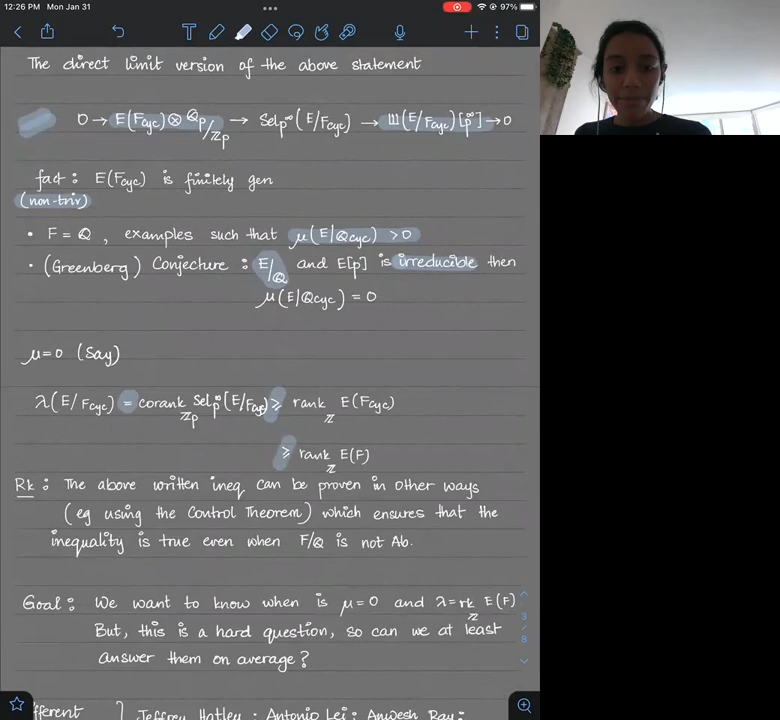 12:26 PM Mon Jan 31
97%
The direct limit version of the above statement
0 → E(Fcyc) ⊗ Qp/Zp → Selp∞(E/Fcyc) → Ш(E/Fcyc)[p∞] → 0
fact : E(Fcyc) is finitely gen
(non-triv)
• F = Q , examples such that μ(E|Qcyc) > 0
• (Greenberg) Conjecture : E/Q and E[p] is irreducible then
μ(E|Qcyc) = 0
μ=0 (Say)
λ(E/Fcyc) = corank Zp Selp∞(E/Fcyc) ⩾ rank Z E(Fcyc)
⩾ rank Z E(F)
Rk : The above written ineq can be proven in other ways
(eg using the Control Theorem) which ensures that the
inequality is true even when F/Q is not Ab.
Goal : We want to know when is μ=0 and λ=rk Z E(F)
But, this is a hard question, so can we at least
answer them on average ?
3/8
ifferent ] Jeffrey Hatley ; Antonio Lei ; Anwesh Ray ;